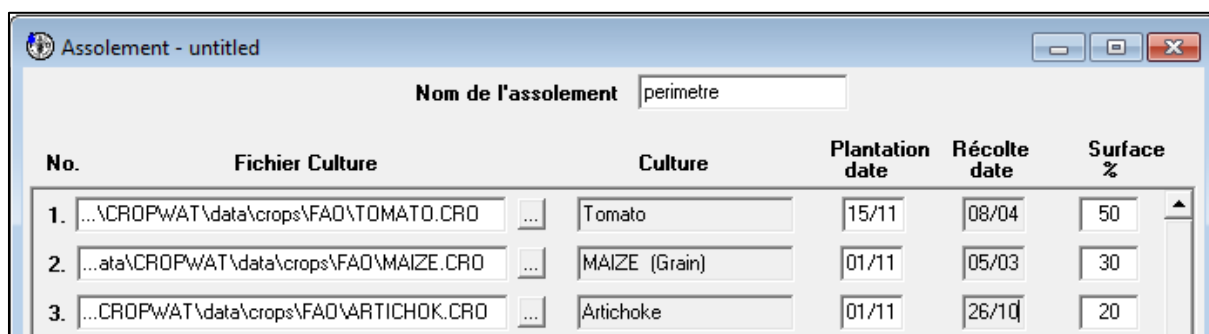 Assolement - untitled
Nom de l'assolement perimetre
No. Fichier Culture Culture Plantation date Récolte date Surface %
1. ...\CROPWAT\data\crops\FAO\TOMATO.CRO ... Tomato 15/11 08/04 50
2. ...ata\CROPWAT\data\crops\FAO\MAIZE.CRO ... MAIZE (Grain) 01/11 05/03 30
3. ...CROPWAT\data\crops\FAO\ARTICHOK.CRO ... Artichoke 01/11 26/10 20